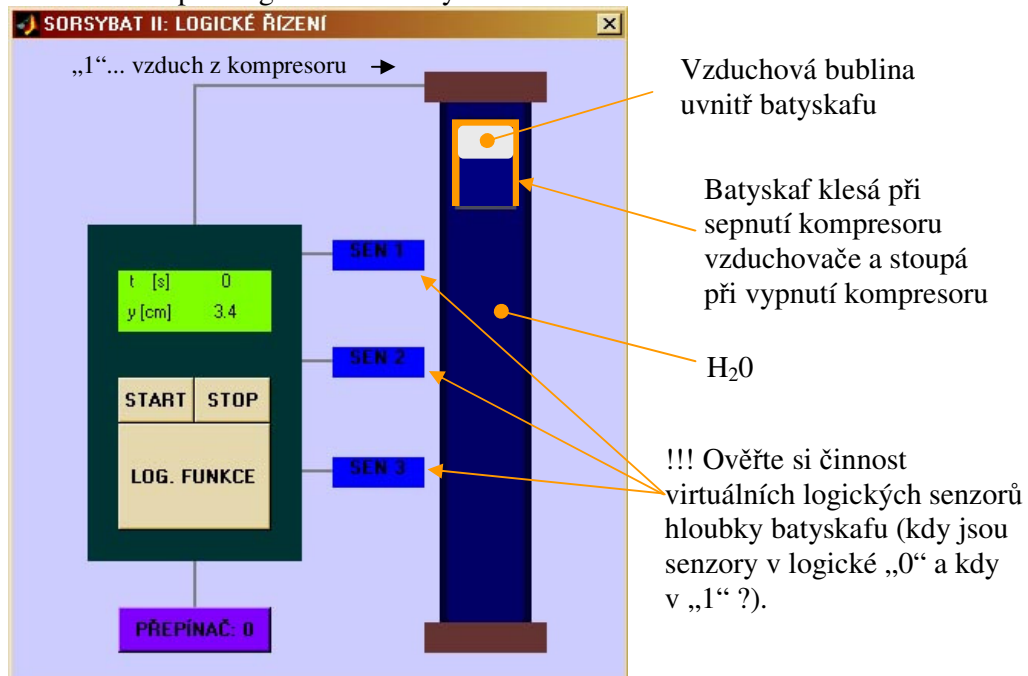 SORSYBAT II: LOGICKÉ ŘÍZENÍ
„1“... vzduch z kompresoru
Vzduchová bublina
uvnitř batyskafu
Batyskaf klesá při
sepnutí kompresoru
vzduchovače a stoupá
při vypnutí kompresoru
SEN 1
t [s] 0
y [cm] 3.4
SEN 2
H20
START STOP
LOG. FUNKCE
SEN 3
!!! Ověřte si činnost
virtuálních logických senzorů
hloubky batyskafu (kdy jsou
senzory v logické „0“ a kdy
v „1“ ?).
PŘEPÍNAČ: 0